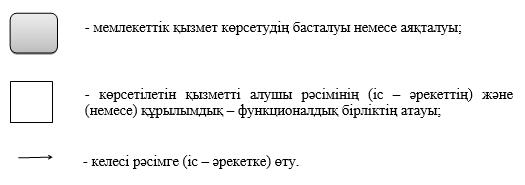 - мемлекеттік қызмет көрсетудің басталуы немесе аяқталуы;
- көрсетілетін қызметті алушы рәсімінің (іс – әрекеттің) және
(немесе) құрылымдық – функционалдық бірліктің атауы;
- келесі рәсімге (іс – әрекетке) өту.